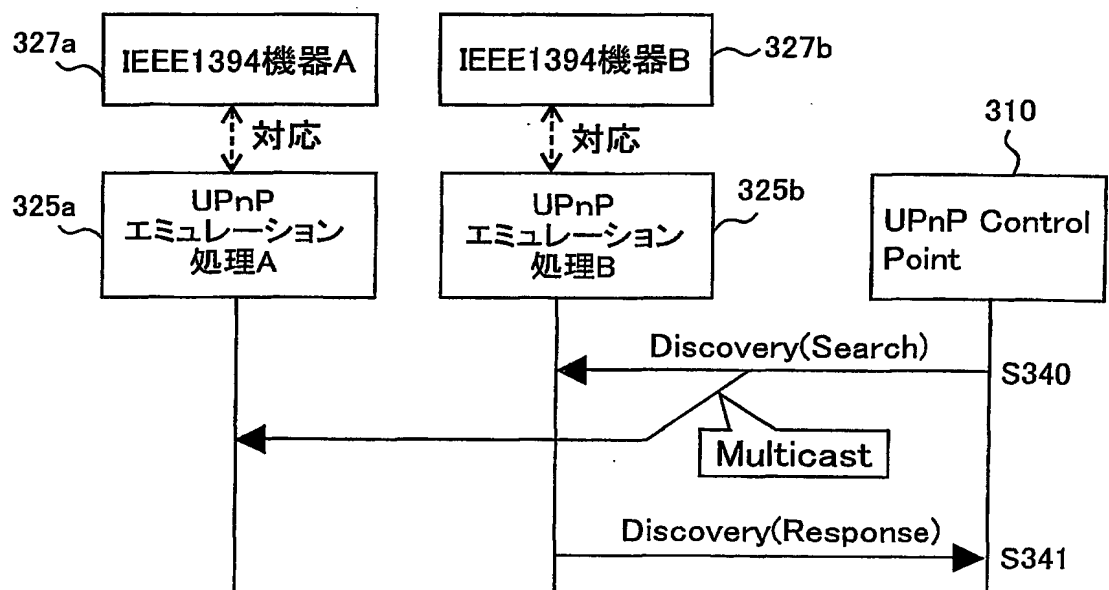 327a
IEEE1394機器A
IEEE1394機器B
327b
対応
対応
310
325a
UPnP
エミュレーション
処理A
UPnP
エミュレーション
処理B
325b
UPnP Control
Point
Discovery(Search)
S340
Multicast
Discovery(Response)
S341